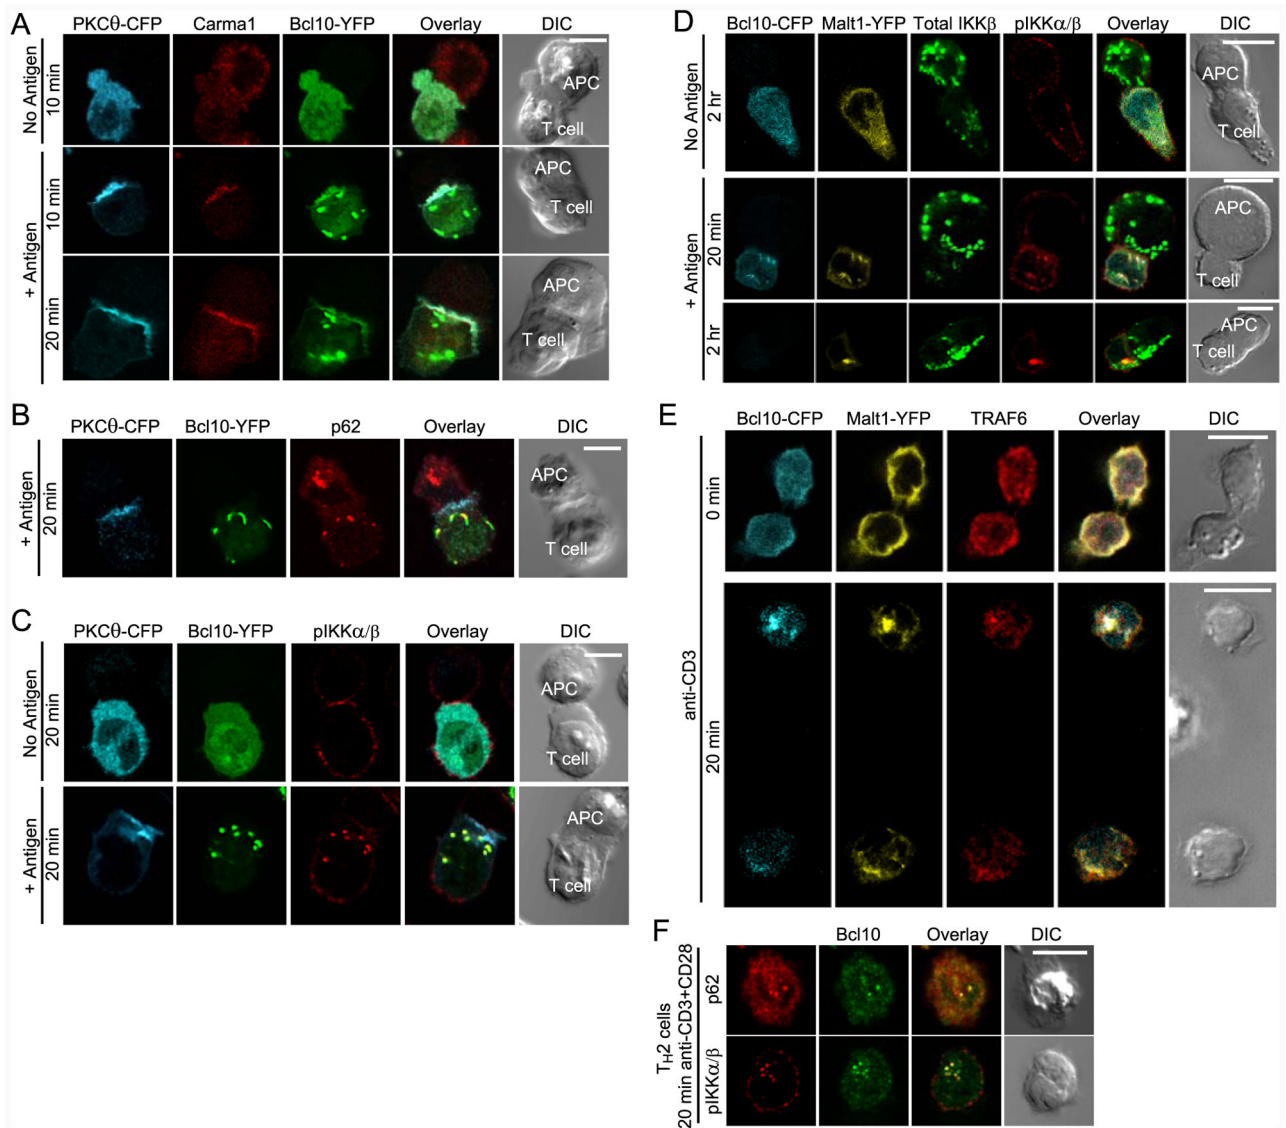 A
PKCθ-CFP Carma1 Bcl10-YFP Overlay DIC
No Antigen
10 min
APC
T cell
+ Antigen
10 min
APC
T cell
20 min
APC
T cell
B
PKCθ-CFP Bcl10-YFP p62 Overlay DIC
+ Antigen
20 min
APC
T cell
C
PKCθ-CFP Bcl10-YFP pIKKα/β Overlay DIC
No Antigen
20 min
APC
T cell
+ Antigen
20 min
APC
T cell
D
Bcl10-CFP Malt1-YFP Total IKKβ pIKKα/β Overlay DIC
No Antigen
2 hr
APC
T cell
+ Antigen
20 min
APC
T cell
2 hr
APC
T cell
E
Bcl10-CFP Malt1-YFP TRAF6 Overlay DIC
anti-CD3
0 min
20 min
F
Bcl10 Overlay DIC
TH2 cells
20 min anti-CD3+CD28
p62
pIKKα/β